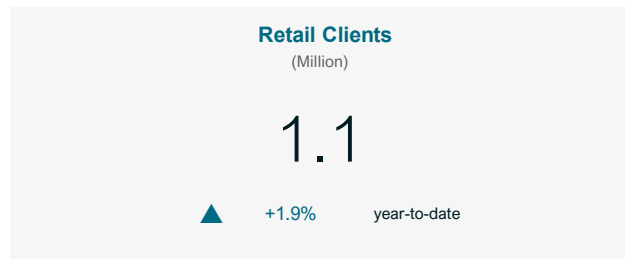 Retail Clients
(Million)
1.1
+1.9% year-to-date